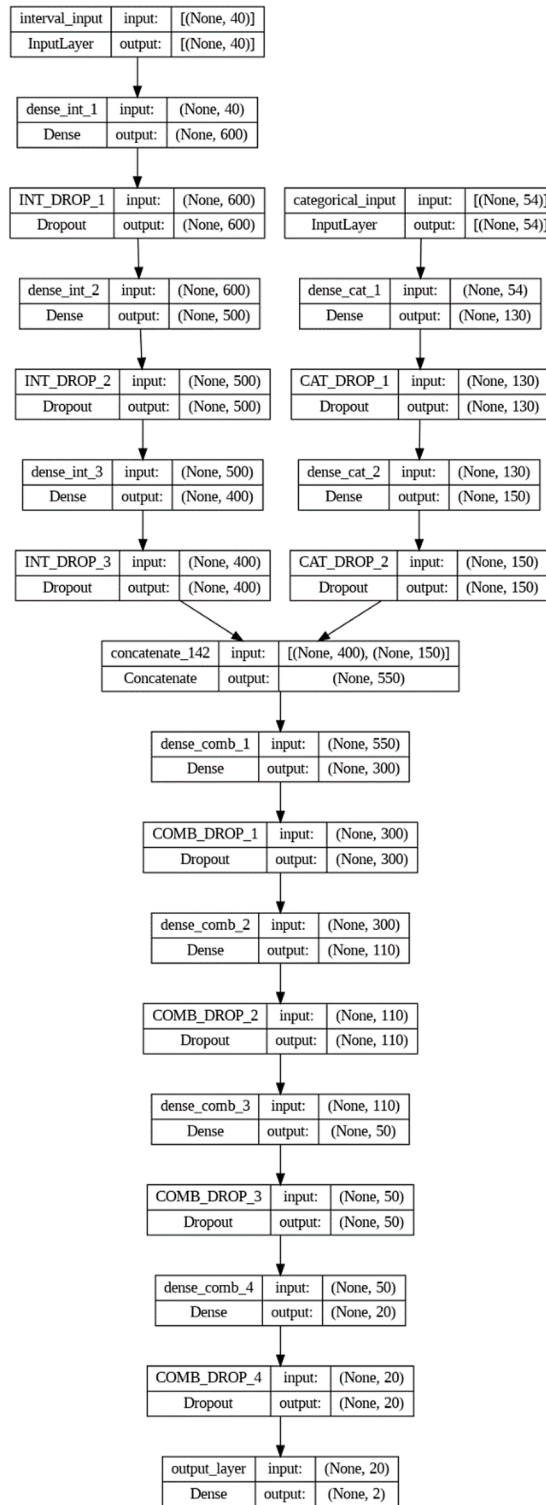 interval_input input: [(None, 40)]
InputLayer output: [(None, 40)]
dense_int_1 input: (None, 40)
Dense output: (None, 600)
INT_DROP_1 input: (None, 600)
Dropout output: (None, 600)
categorical_input input: [(None, 54)]
InputLayer output: [(None, 54)]
dense_int_2 input: (None, 600)
Dense output: (None, 500)
dense_cat_1 input: (None, 54)
Dense output: (None, 130)
INT_DROP_2 input: (None, 500)
Dropout output: (None, 500)
CAT_DROP_1 input: (None, 130)
Dropout output: (None, 130)
dense_int_3 input: (None, 500)
Dense output: (None, 400)
dense_cat_2 input: (None, 130)
Dense output: (None, 150)
INT_DROP_3 input: (None, 400)
Dropout output: (None, 400)
CAT_DROP_2 input: (None, 150)
Dropout output: (None, 150)
concatenate_142 input: [(None, 400), (None, 150)]
Concatenate output: (None, 550)
dense_comb_1 input: (None, 550)
Dense output: (None, 300)
COMB_DROP_1 input: (None, 300)
Dropout output: (None, 300)
dense_comb_2 input: (None, 300)
Dense output: (None, 110)
COMB_DROP_2 input: (None, 110)
Dropout output: (None, 110)
dense_comb_3 input: (None, 110)
Dense output: (None, 50)
COMB_DROP_3 input: (None, 50)
Dropout output: (None, 50)
dense_comb_4 input: (None, 50)
Dense output: (None, 20)
COMB_DROP_4 input: (None, 20)
Dropout output: (None, 20)
output_layer input: (None, 20)
Dense output: (None, 2)